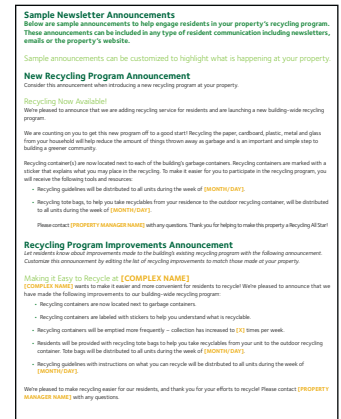 Sample Newsletter Announcements
Below are sample announcements to help engage residents in your property's recycling program.
These announcements can be included in any type of resident communication including newsletters,
emails or the property's website.
Sample announcements can be customized to highlight what is happening at your property.
New Recycling Program Announcement
Consider this announcement when introducing a new recycling program at your property.
Recycling Now Available!
We're pleased to announce that we are adding recycling service for residents and are launching a new building-wide recycling
program.
We are counting on you to get this new program off to a good start! Recycling the paper, cardboard, plastic, metal and glass
from your household will help reduce the amount of things thrown away as garbage and is an important and simple step to
building a greener community.
Recycling container(s) are now located next to each of the building's garbage containers. Recycling containers are marked with a
sticker that explains what you may place in the recycling. To make it easier for you to participate in the recycling program, you
will receive the following tools and resources:
- Recycling guidelines will be distributed to all units during the week of [MONTH/DAY].
- Recycling tote bags, to help you take recyclables from your residence to the outdoor recycling container, will be distributed
to all units during the week of [MONTH/DAY].
Please contact [PROPERTY MANAGER NAME] with any questions. Thank you for helping to make this property a Recycling All Star!
Recycling Program Improvements Announcement
Let residents know about improvements made to the building's existing recycling program with the following announcement.
Customize this announcement by editing the list of recycling improvements to match those made at your property.
Making it Easy to Recycle at [COMPLEX NAME]
[COMPLEX NAME] wants to make it easier and more convenient for residents to recycle! We're pleased to announce that we
have made the following improvements to our building-wide recycling program:
- Recycling containers are now located next to garbage containers.
- Recycling containers are labeled with stickers to help you understand what is recyclable.
- Recycling containers will be emptied more frequently – collection has increased to [X] times per week.
- Residents will be provided with recycling tote bags to help you take recyclables from your unit to the outdoor recycling
container. Tote bags will be distributed to all units during the week of [MONTH/DAY].
- Recycling guidelines with instructions on what you can recycle will be distributed to all units during the week of
[MONTH/DAY].
We're pleased to make recycling easier for our residents, and thank you for your efforts to recycle! Please contact [PROPERTY
MANAGER NAME] with any questions.